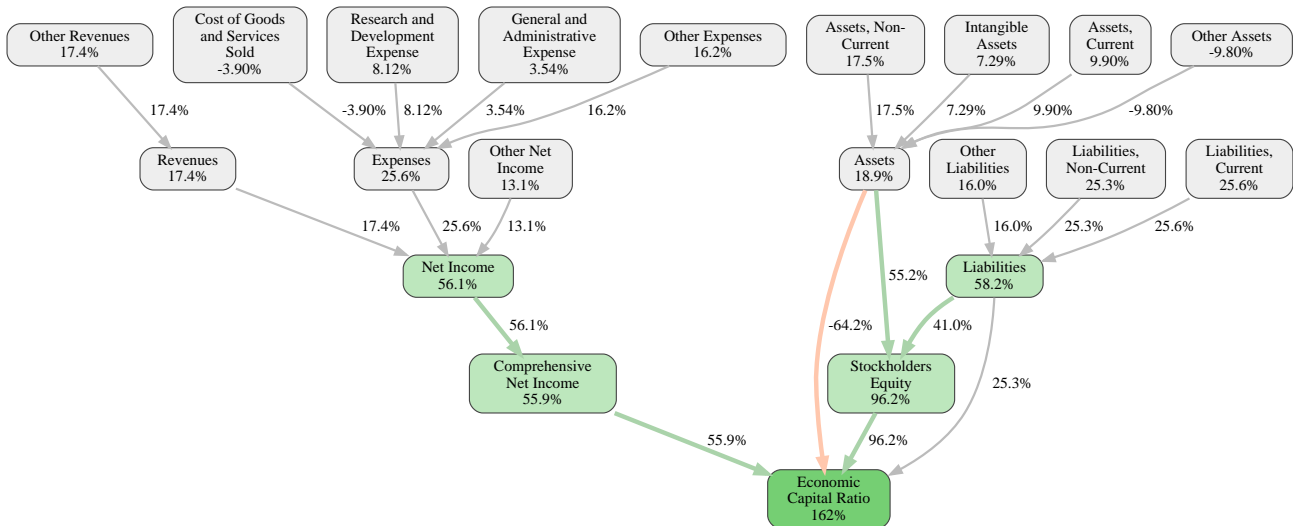 Other Revenues
17.4%
Cost of Goods
and Services
Sold
-3.90%
Research and
Development
Expense
8.12%
General and
Administrative
Expense
3.54%
Other Expenses
16.2%
Assets, Non-
Current
17.5%
Intangible
Assets
7.29%
Assets,
Current
9.90%
Other Assets
-9.80%
17.4%
-3.90%
8.12%
3.54%
16.2%
17.5%
7.29%
9.90%
-9.80%
Revenues
17.4%
Expenses
25.6%
Other Net
Income
13.1%
Assets
18.9%
Other
Liabilities
16.0%
Liabilities,
Non-Current
25.3%
Liabilities,
Current
25.6%
17.4%
25.6%
13.1%
16.0%
25.3%
25.6%
Net Income
56.1%
55.2%
Liabilities
58.2%
56.1%
-64.2%
41.0%
Comprehensive
Net Income
55.9%
Stockholders
Equity
96.2%
25.3%
55.9%
96.2%
Economic
Capital Ratio
162%